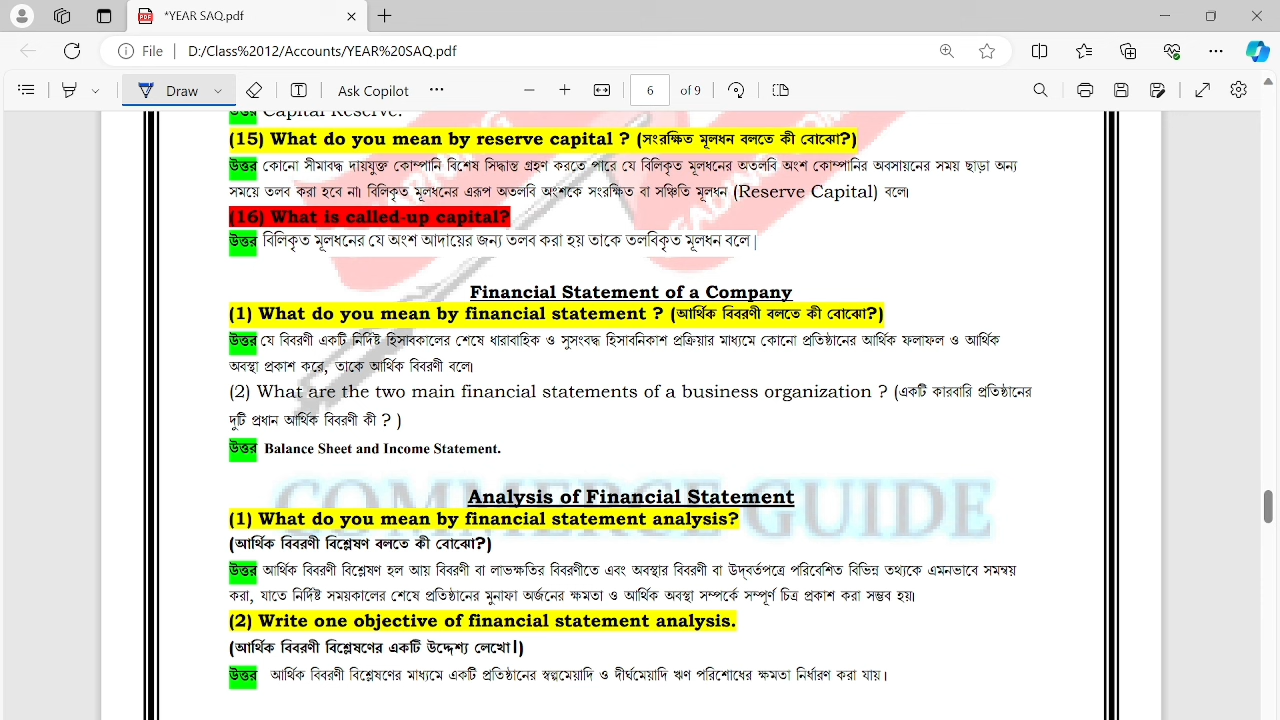 *YEAR SAQ.pdf
File | D:/Class%2012/Accounts/YEAR%20SAQ.pdf
Draw Ask Copilot 6 of 9
উত্তর Capital Reserve.
(15) What do you mean by reserve capital ? (সংরক্ষিত মূলধন বলতে কী বোঝো?)
উত্তর কোনো সীমাবদ্ধ দায়যুক্ত কোম্পানি বিশেষ সিদ্ধান্ত গ্রহণ করতে পারে যে বিলিকৃত মূলধনের অতলবি অংশ কোম্পানির অবসায়নের সময় ছাড়া অন্য
সময়ে তলব করা হবে না। বিলিকৃত মূলধনের এরূপ অতলবি অংশকে সংরক্ষিত বা সঞ্চিতি মূলধন (Reserve Capital) বলে।
(16) What is called-up capital?
উত্তর বিলিকৃত মূলধনের যে অংশ আদায়ের জন্য তলব করা হয় তাকে তলবিকৃত মূলধন বলে |
Financial Statement of a Company
(1) What do you mean by financial statement ? (আর্থিক বিবরণী বলতে কী বোঝো?)
উত্তর যে বিবরণী একটি নির্দিষ্ট হিসাবকালের শেষে ধারাবাহিক ও সুসংবদ্ধ হিসাবনিকাশ প্রক্রিয়ার মাধ্যমে কোনো প্রতিষ্ঠানের আর্থিক ফলাফল ও আর্থিক
অবস্থা প্রকাশ করে, তাকে আর্থিক বিবরণী বলে।
(2) What are the two main financial statements of a business organization ? (একটি কারবারি প্রতিষ্ঠানের
দুটি প্রধান আর্থিক বিবরণী কী ? )
উত্তর Balance Sheet and Income Statement.
COMMERCE GUIDE
Analysis of Financial Statement
(1) What do you mean by financial statement analysis?
(আর্থিক বিবরণী বিশ্লেষণ বলতে কী বোঝো?)
উত্তর আর্থিক বিবরণী বিশ্লেষণ হল আয় বিবরণী বা লাভক্ষতির বিবরণীতে এবং অবস্থার বিবরণী বা উদ্‌বর্তপত্রে পরিবেশিত বিভিন্ন তথ্যকে এমনভাবে সমন্বয়
করা, যাতে নির্দিষ্ট সময়কালের শেষে প্রতিষ্ঠানের মুনাফা অর্জনের ক্ষমতা ও আর্থিক অবস্থা সম্পর্কে সম্পূর্ণ চিত্র প্রকাশ করা সম্ভব হয়।
(2) Write one objective of financial statement analysis.
(আর্থিক বিবরণী বিশ্লেষণের একটি উদ্দেশ্য লেখো।)
উত্তর আর্থিক বিবরণী বিশ্লেষণের মাধ্যমে একটি প্রতিষ্ঠানের স্বল্পমেয়াদি ও দীর্ঘমেয়াদি ঋণ পরিশোধের ক্ষমতা নির্ধারণ করা যায়।